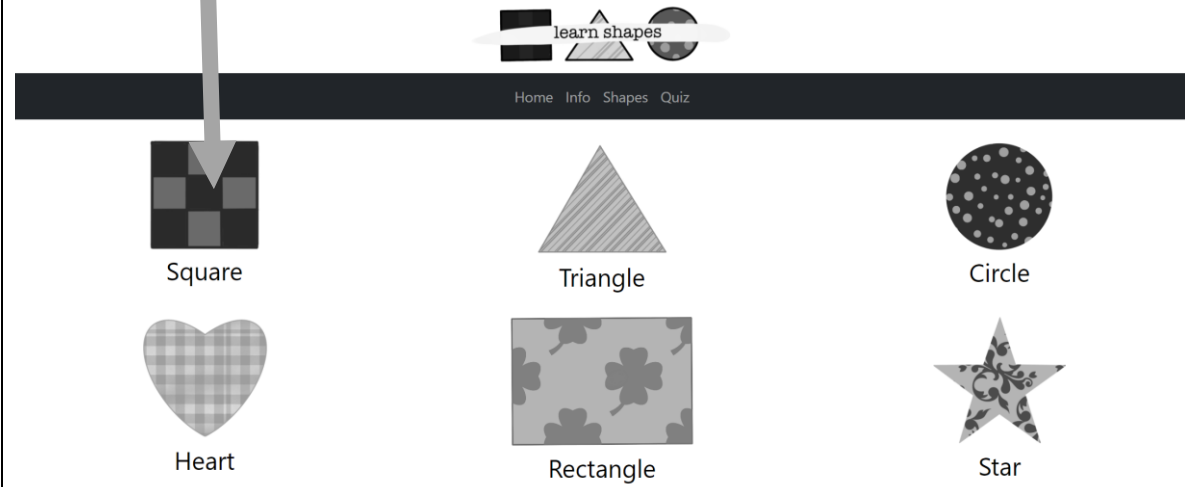 learn shapes
Home Info Shapes Quiz
Square
Triangle
Circle
Heart
Rectangle
Star